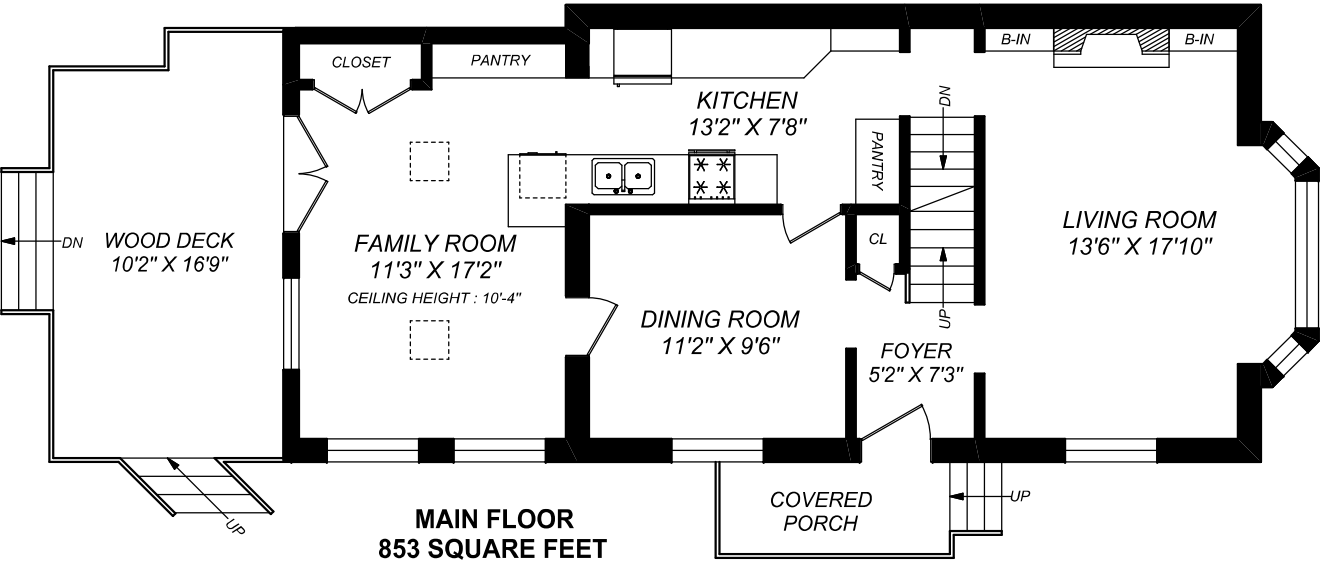 B-IN
B-IN
CLOSET
PANTRY
KITCHEN
13'2" X 7'8"
DN
PANTRY
LIVING ROOM
13'6" X 17'10"
DN
WOOD DECK
10'2" X 16'9"
FAMILY ROOM
11'3" X 17'2"
CEILING HEIGHT : 10'-4"
CL
DINING ROOM
11'2" X 9'6"
UP
FOYER
5'2" X 7'3"
UP
COVERED
PORCH
UP
MAIN FLOOR
853 SQUARE FEET